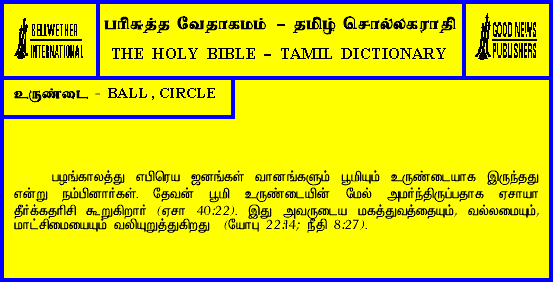 BELLWETHER
INTERNATIONAL
பரிசுத்த வேதாகமம் – தமிழ் சொல்லகராதி
THE HOLY BIBLE – TAMIL DICTIONARY
GOOD NEWS
PUBLISHERS
உருண்டை - BALL , CIRCLE
பழங்காலத்து எபிரெய ஜனங்கள் வானங்களும் பூமியும் உருண்டையாக இருந்தது
என்று நம்பினார்கள். தேவன் பூமி உருண்டையின் மேல் அமர்ந்திருப்பதாக ஏசாயா
தீர்க்கதரிசி கூறுகிறார் (ஏசா 40:22). இது அவருடைய மகத்துவத்தையும், வல்லமையும்,
மாட்சிமையையும் வலியுறுத்துகிறது (யோபு 22:14; நீதி 8:27).